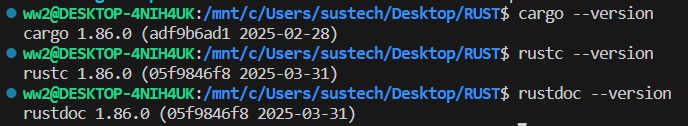 ww2@DESKTOP-4NIH4UK:/mnt/c/Users/sustech/Desktop/RUST$ cargo --version
cargo 1.86.0 (adf9b6ad1 2025-02-28)
ww2@DESKTOP-4NIH4UK:/mnt/c/Users/sustech/Desktop/RUST$ rustc --version
rustc 1.86.0 (05f9846f8 2025-03-31)
ww2@DESKTOP-4NIH4UK:/mnt/c/Users/sustech/Desktop/RUST$ rustdoc --version
rustdoc 1.86.0 (05f9846f8 2025-03-31)